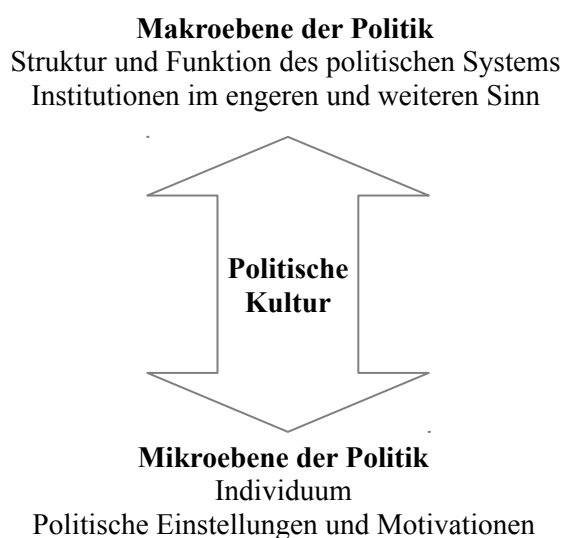 Makroebene der Politik
Struktur und Funktion des politischen Systems
Institutionen im engeren und weiteren Sinn
Politische
Kultur
Mikroebene der Politik
Individuum
Politische Einstellungen und Motivationen